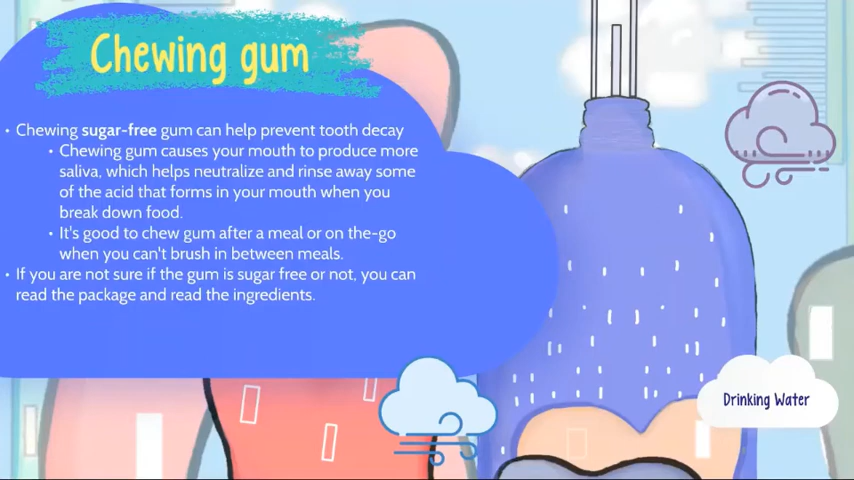 Chewing gum
• Chewing sugar-free gum can help prevent tooth decay
• Chewing gum causes your mouth to produce more
saliva, which helps neutralize and rinse away some
of the acid that forms in your mouth when you
break down food.
• It's good to chew gum after a meal or on the-go
when you can't brush in between meals.
• If you are not sure if the gum is sugar free or not, you can
read the package and read the ingredients.
Drinking Water